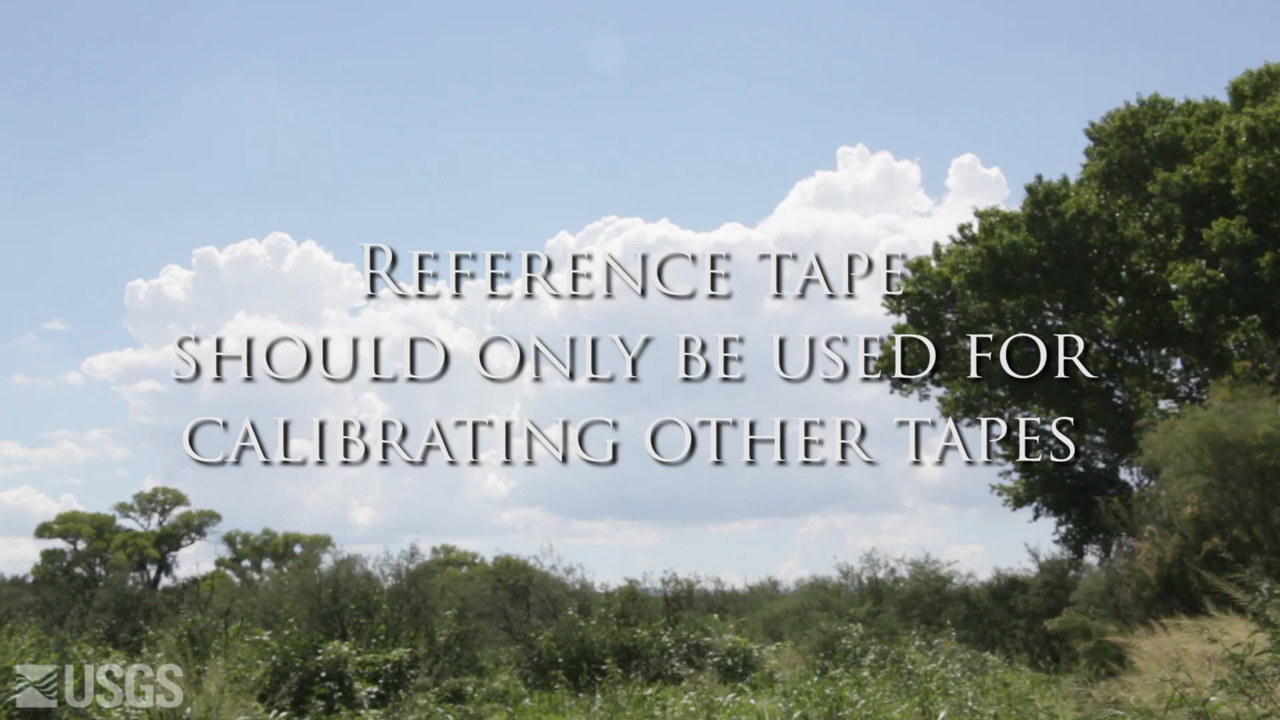 Reference tape
should only be used for
calibrating other tapes
USGS